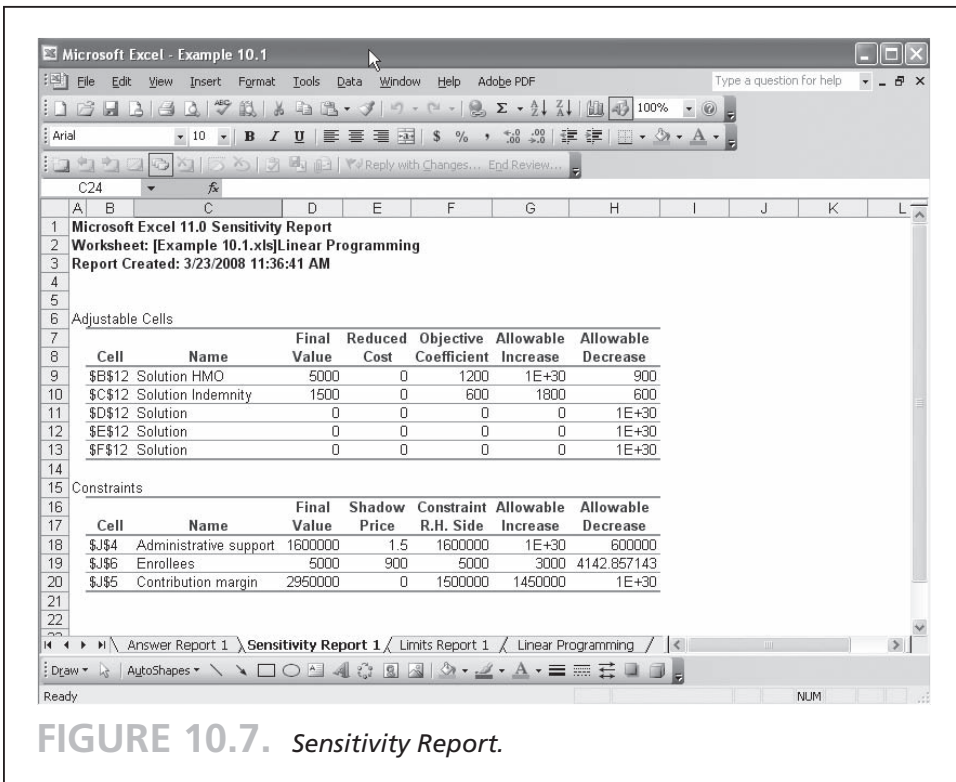 Microsoft Excel - Example 10.1
File Edit View Insert Format Tools Data Window Help Adobe PDF Type a question for help
100%
Arial 10 B I U $ % ,
Reply with Changes... End Review...
C24 fx
A B C D E F G H I J K L
1 Microsoft Excel 11.0 Sensitivity Report
2 Worksheet: [Example 10.1.xls]Linear Programming
3 Report Created: 3/23/2008 11:36:41 AM
4
5
6 Adjustable Cells
7 Final Reduced Objective Allowable Allowable
8 Cell Name Value Cost Coefficient Increase Decrease
9 $B$12 Solution HMO 5000 0 1200 1E+30 900
10 $C$12 Solution Indemnity 1500 0 600 1800 600
11 $D$12 Solution 0 0 0 0 1E+30
12 $E$12 Solution 0 0 0 0 1E+30
13 $F$12 Solution 0 0 0 0 1E+30
14
15 Constraints
16 Final Shadow Constraint Allowable Allowable
17 Cell Name Value Price R.H. Side Increase Decrease
18 $J$4 Administrative support 1600000 1.5 1600000 1E+30 600000
19 $J$6 Enrollees 5000 900 5000 3000 4142.857143
20 $J$5 Contribution margin 2950000 0 1500000 1450000 1E+30
21
22
Answer Report 1 Sensitivity Report 1 Limits Report 1 Linear Programming
Draw AutoShapes
Ready NUM
FIGURE 10.7. Sensitivity Report.